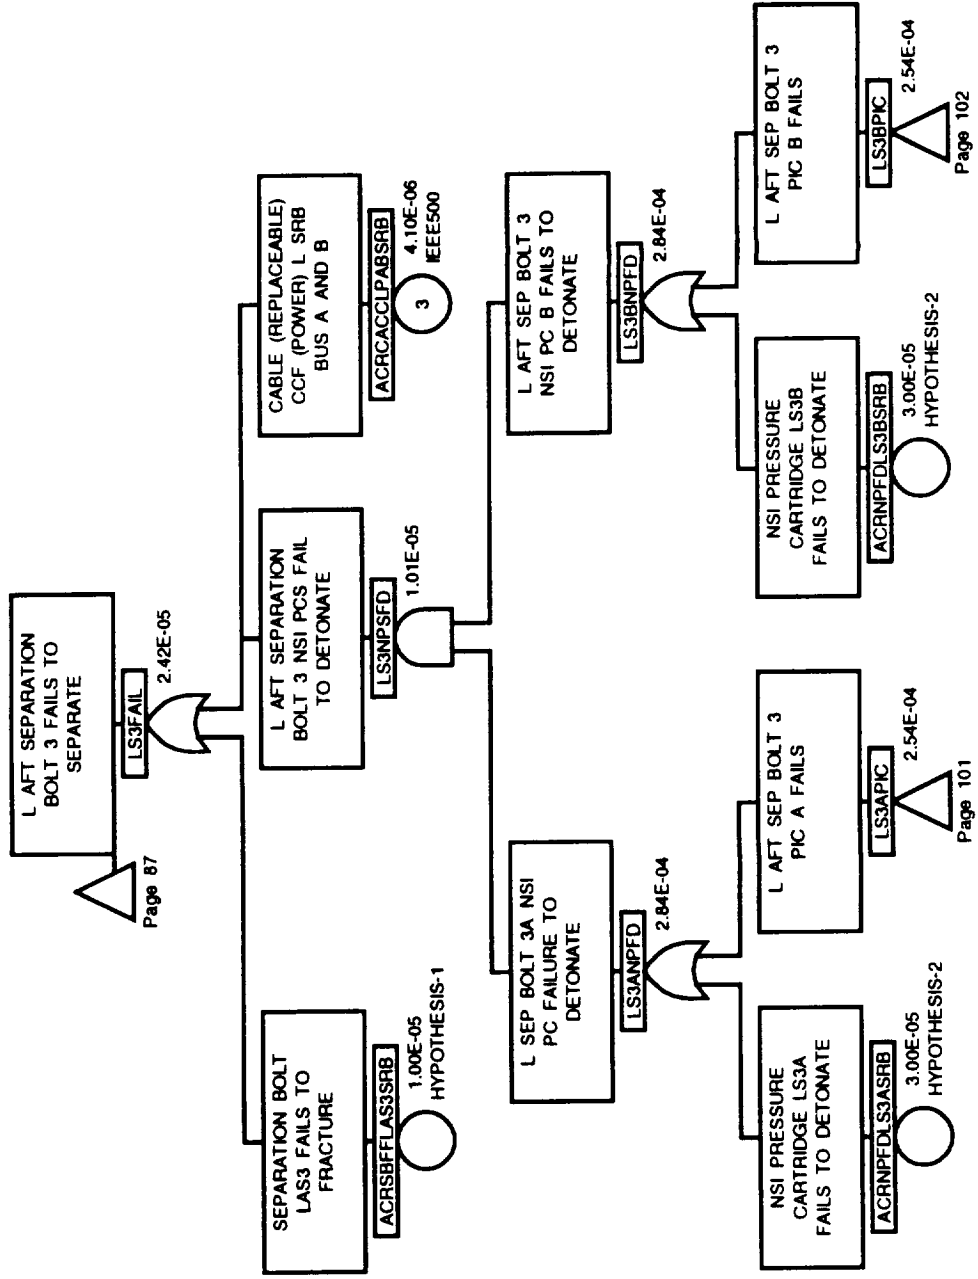 L AFT SEPARATION
BOLT 3 FAILS TO
SEPARATE
LS3FAIL
2.42E-05
Page 87
SEPARATION BOLT
LAS3 FAILS TO
FRACTURE
ACRSBFFLAS3SRB
1.00E-05
HYPOTHESIS-1
L AFT SEPARATION
BOLT 3 NSI PCS FAIL
TO DETONATE
LS3NPSFD
1.01E-05
CABLE (REPLACEABLE)
CCF (POWER) L SRB
BUS A AND B
ACRCACCLPABSRB
4.10E-06
IEEE500
3
L SEP BOLT 3A NSI
PC FAILURE TO
DETONATE
LS3ANPFD
2.84E-04
L AFT SEP BOLT 3
NSI PC B FAILS TO
DETONATE
LS3BNPFD
2.84E-04
NSI PRESSURE
CARTRIDGE LS3A
FAILS TO DETONATE
ACRNPFDLS3ASRB
3.00E-05
HYPOTHESIS-2
L AFT SEP BOLT 3
PIC A FAILS
LS3APIC
2.54E-04
Page 101
NSI PRESSURE
CARTRIDGE LS3B
FAILS TO DETONATE
ACRNPFDLS3BSRB
3.00E-05
HYPOTHESIS-2
L AFT SEP BOLT 3
PIC B FAILS
LS3BPIC
2.54E-04
Page 102